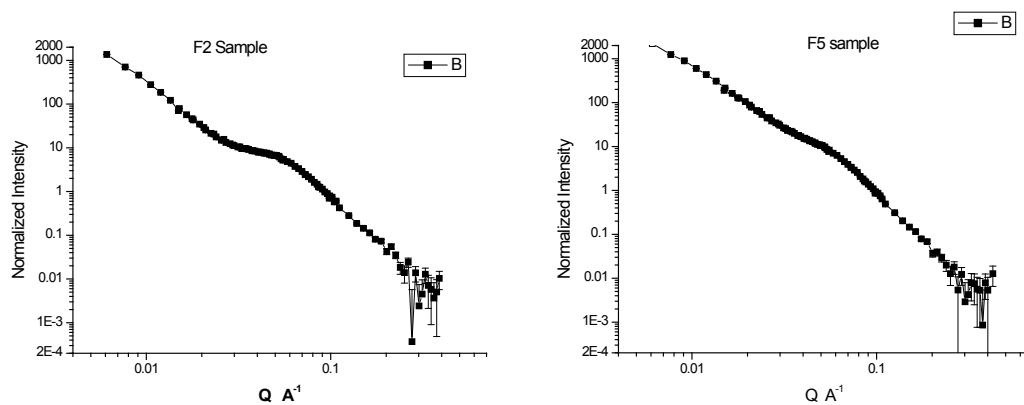 F2 Sample
B
2000
1000
100
10
1
0.1
0.01
1E-3
2E-4
Normalized Intensity
0.01
0.1
Q A⁻¹
F5 sample
B
2000
1000
100
10
1
0.1
0.01
1E-3
2E-4
Normalized Intensity
0.01
0.1
Q A⁻¹